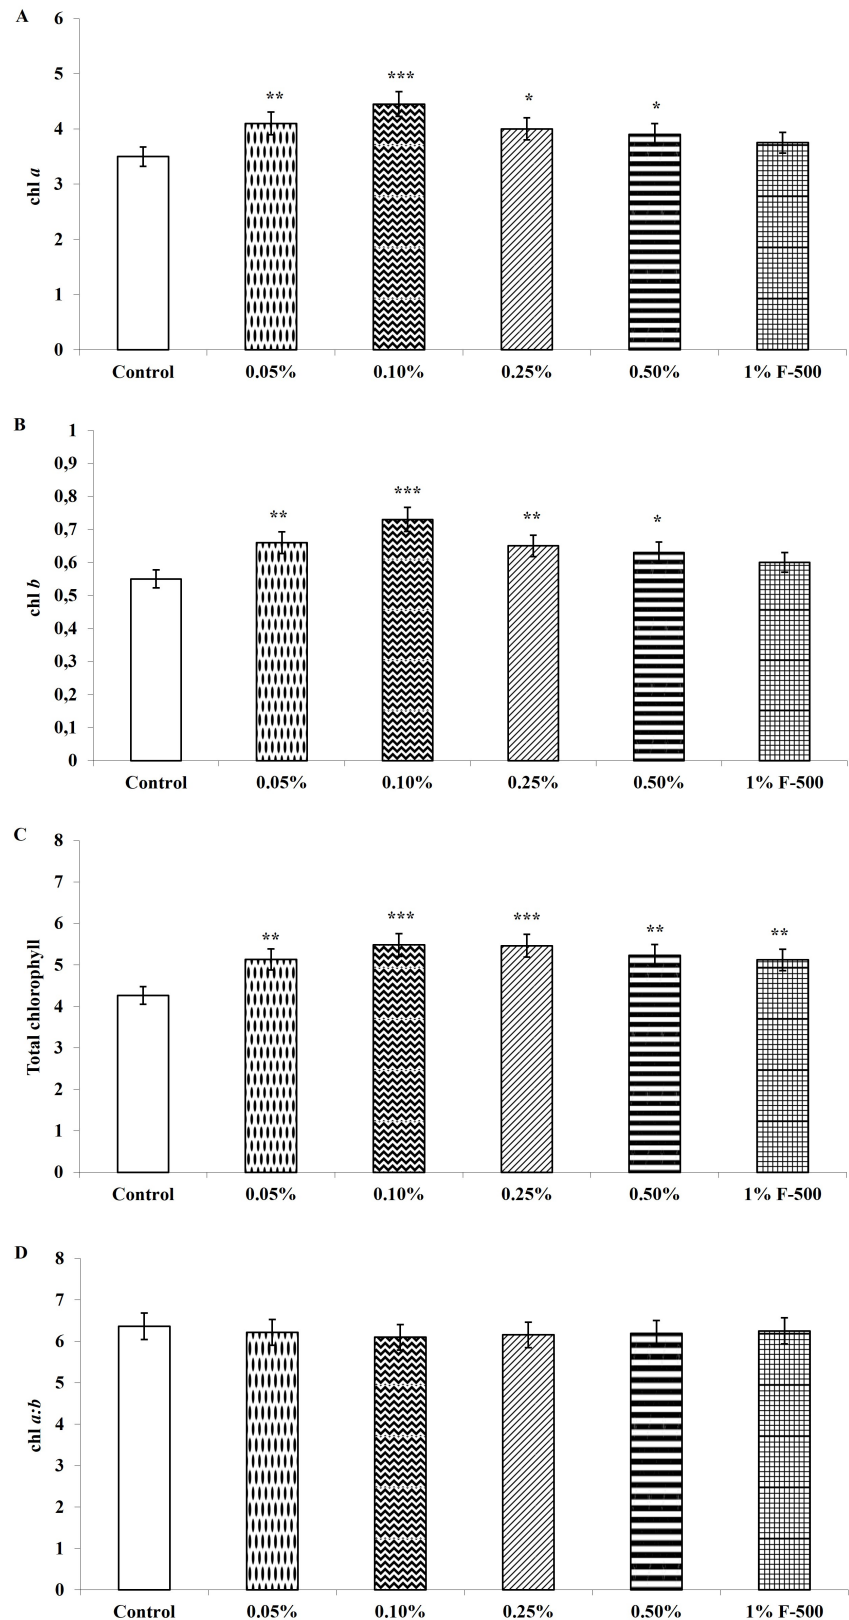 A
6
5
4
3
2
1
0
chl a
** *** * *
Control 0.05% 0.10% 0.25% 0.50% 1% F-500
B
1
0,9
0,8
0,7
0,6
0,5
0,4
0,3
0,2
0,1
0
chl b
** *** ** *
Control 0.05% 0.10% 0.25% 0.50% 1% F-500
C
8
7
6
5
4
3
2
1
0
Total chlorophyll
** *** *** ** **
Control 0.05% 0.10% 0.25% 0.50% 1% F-500
D
8
7
6
5
4
3
2
1
0
chl a:b
Control 0.05% 0.10% 0.25% 0.50% 1% F-500